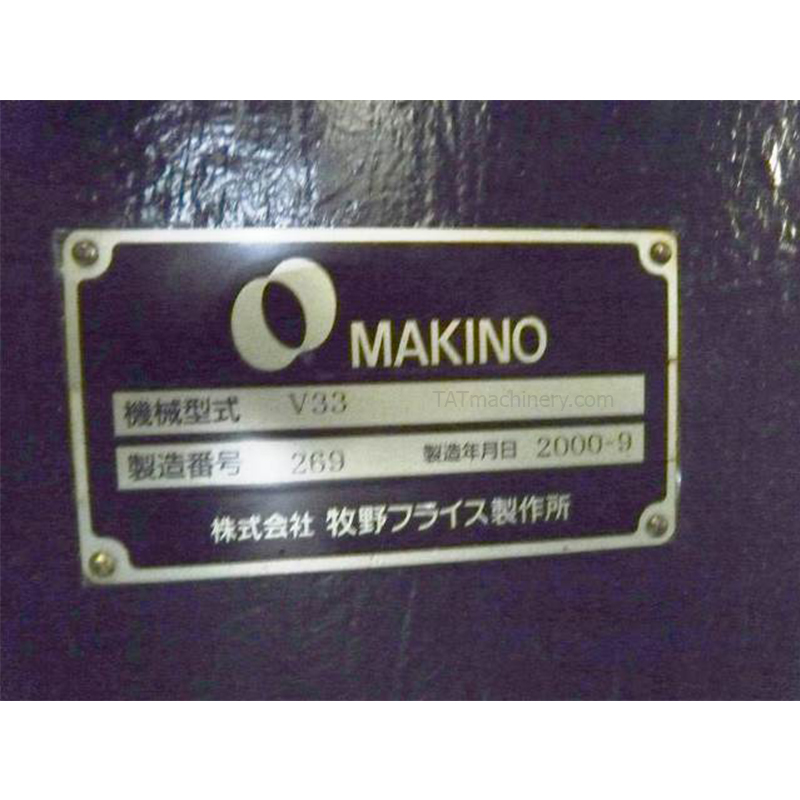 MAKINO
機械型式 V33 TATmachinery.com
製造番号 269 製造年月日 2000-9
株式会社 牧野フライス製作所